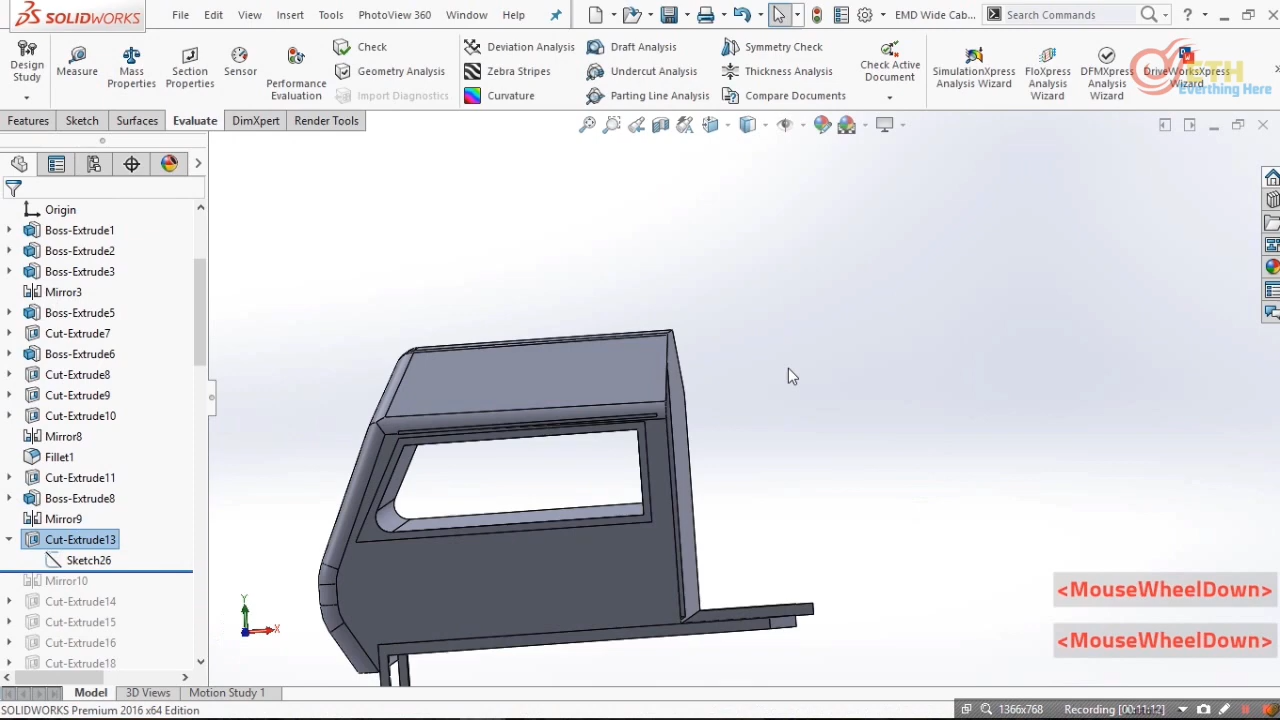 SOLIDWORKS
File Edit View Insert Tools PhotoView 360 Window Help
EMD Wide Cab...
Search Commands
Design Study
Measure
Mass Properties
Section Properties
Sensor
Performance Evaluation
Check
Geometry Analysis
Import Diagnostics
Deviation Analysis
Zebra Stripes
Curvature
Draft Analysis
Undercut Analysis
Parting Line Analysis
Symmetry Check
Thickness Analysis
Compare Documents
Check Active Document
SimulationXpress Analysis Wizard
FloXpress Analysis Wizard
DFMXpress Analysis Wizard
DriveWorksXpress Wizard
ETH
Everthing Here
Features Sketch Surfaces Evaluate DimXpert Render Tools
Origin
Boss-Extrude1
Boss-Extrude2
Boss-Extrude3
Mirror3
Boss-Extrude5
Cut-Extrude7
Boss-Extrude6
Cut-Extrude8
Cut-Extrude9
Cut-Extrude10
Mirror8
Fillet1
Cut-Extrude11
Boss-Extrude8
Mirror9
Cut-Extrude13
Sketch26
Mirror10
Cut-Extrude14
Cut-Extrude15
Cut-Extrude16
Cut-Extrude18
Y
X
<MouseWheelDown>
<MouseWheelDown>
Model 3D Views Motion Study 1
SOLIDWORKS Premium 2016 x64 Edition
1366x768
Recording [00:11:12]